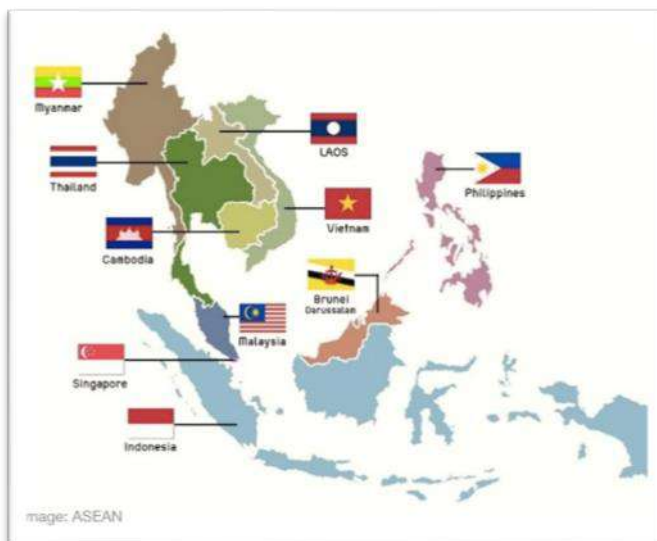 Myanmar
LAOS
Thailand
Philippines
Vietnam
Cambodia
Brunei
Darussalam
Malaysia
Singapore
Indonesia
mage: ASEAN